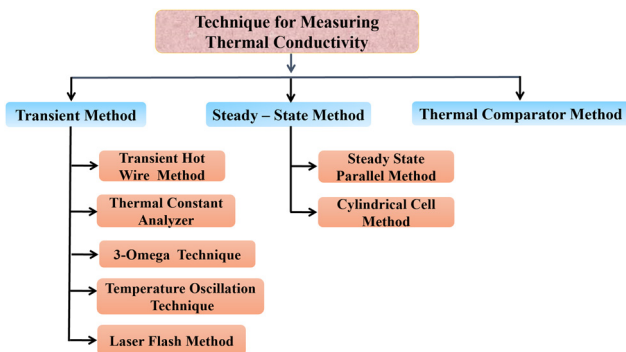 Technique for Measuring
Thermal Conductivity
Transient Method
Steady – State Method
Thermal Comparator Method
Transient Hot
Wire Method
Thermal Constant
Analyzer
3-Omega Technique
Temperature Oscillation
Technique
Laser Flash Method
Steady State
Parallel Method
Cylindrical Cell
Method